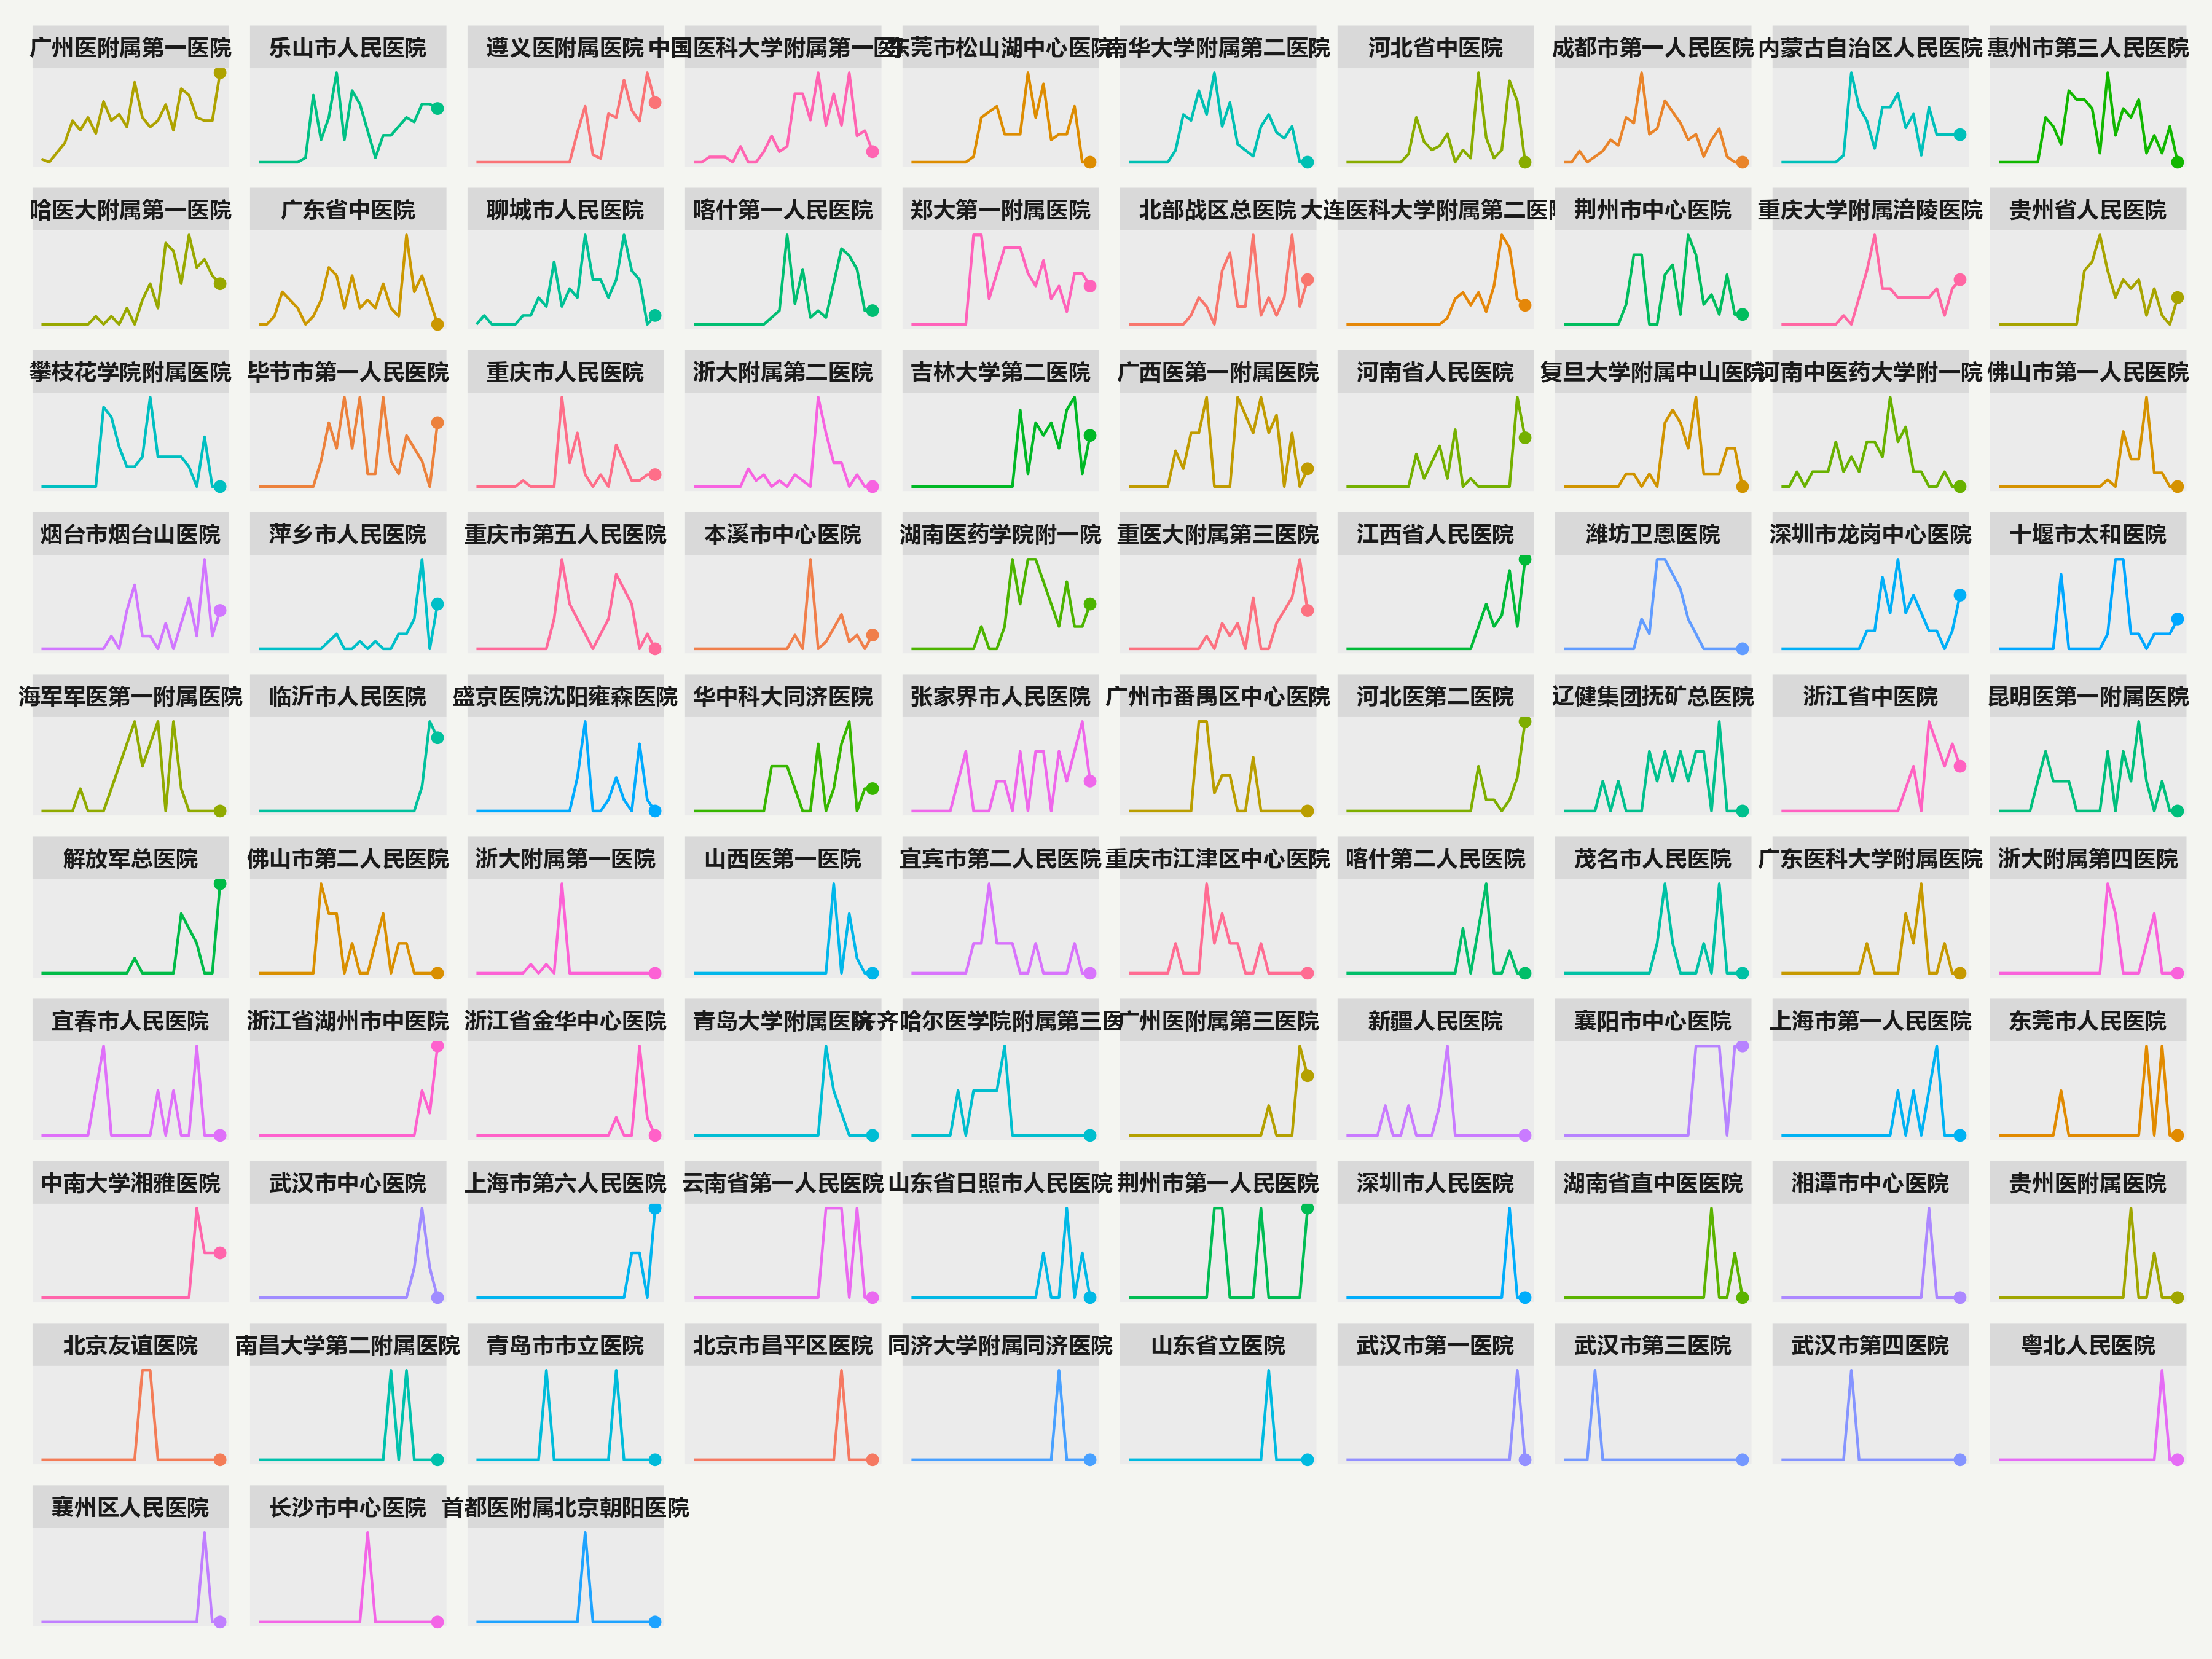 广州医附属第一医院
乐山市人民医院
遵义医附属医院
中国医科大学附属第一医
东莞市松山湖中心医院
南华大学附属第二医院
河北省中医院
成都市第一人民医院
内蒙古自治区人民医院
惠州市第三人民医院
哈医大附属第一医院
广东省中医院
聊城市人民医院
喀什第一人民医院
郑大第一附属医院
北部战区总医院
大连医科大学附属第二医院
荆州市中心医院
重庆大学附属涪陵医院
贵州省人民医院
攀枝花学院附属医院
毕节市第一人民医院
重庆市人民医院
浙大附属第二医院
吉林大学第二医院
广西医第一附属医院
河南省人民医院
复旦大学附属中山医院
河南中医药大学附一院
佛山市第一人民医院
烟台市烟台山医院
萍乡市人民医院
重庆市第五人民医院
本溪市中心医院
湖南医药学院附一院
重医大附属第三医院
江西省人民医院
潍坊卫恩医院
深圳市龙岗中心医院
十堰市太和医院
海军军医第一附属医院
临沂市人民医院
盛京医院沈阳雍森医院
华中科大同济医院
张家界市人民医院
广州市番禺区中心医院
河北医第二医院
辽健集团抚矿总医院
浙江省中医院
昆明医第一附属医院
解放军总医院
佛山市第二人民医院
浙大附属第一医院
山西医第一医院
宜宾市第二人民医院
重庆市江津区中心医院
喀什第二人民医院
茂名市人民医院
广东医科大学附属医院
浙大附属第四医院
宜春市人民医院
浙江省湖州市中医院
浙江省金华中心医院
青岛大学附属医院
齐齐哈尔医学院附属第三医
广州医附属第三医院
新疆人民医院
襄阳市中心医院
上海市第一人民医院
东莞市人民医院
中南大学湘雅医院
武汉市中心医院
上海市第六人民医院
云南省第一人民医院
山东省日照市人民医院
荆州市第一人民医院
深圳市人民医院
湖南省直中医医院
湘潭市中心医院
贵州医附属医院
北京友谊医院
南昌大学第二附属医院
青岛市市立医院
北京市昌平区医院
同济大学附属同济医院
山东省立医院
武汉市第一医院
武汉市第三医院
武汉市第四医院
粤北人民医院
襄州区人民医院
长沙市中心医院
首都医附属北京朝阳医院